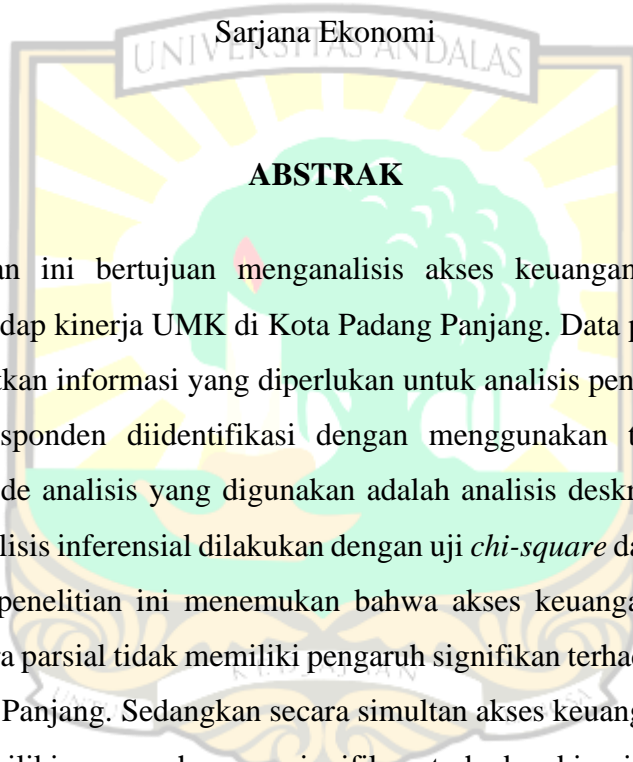 Sarjana Ekonomi
UNIVERSITAS ANDALAS
ABSTRAK
an ini bertujuan menganalisis akses keuangan
dap kinerja UMK di Kota Padang Panjang. Data p
tkan informasi yang diperlukan untuk analisis pen
sponden diidentifikasi dengan menggunakan t
de analisis yang digunakan adalah analisis deskr
lisis inferensial dilakukan dengan uji chi-square da
penelitian ini menemukan bahwa akses keuanga
a parsial tidak memiliki pengaruh signifikan terhad
Panjang. Sedangkan secara simultan akses keuang